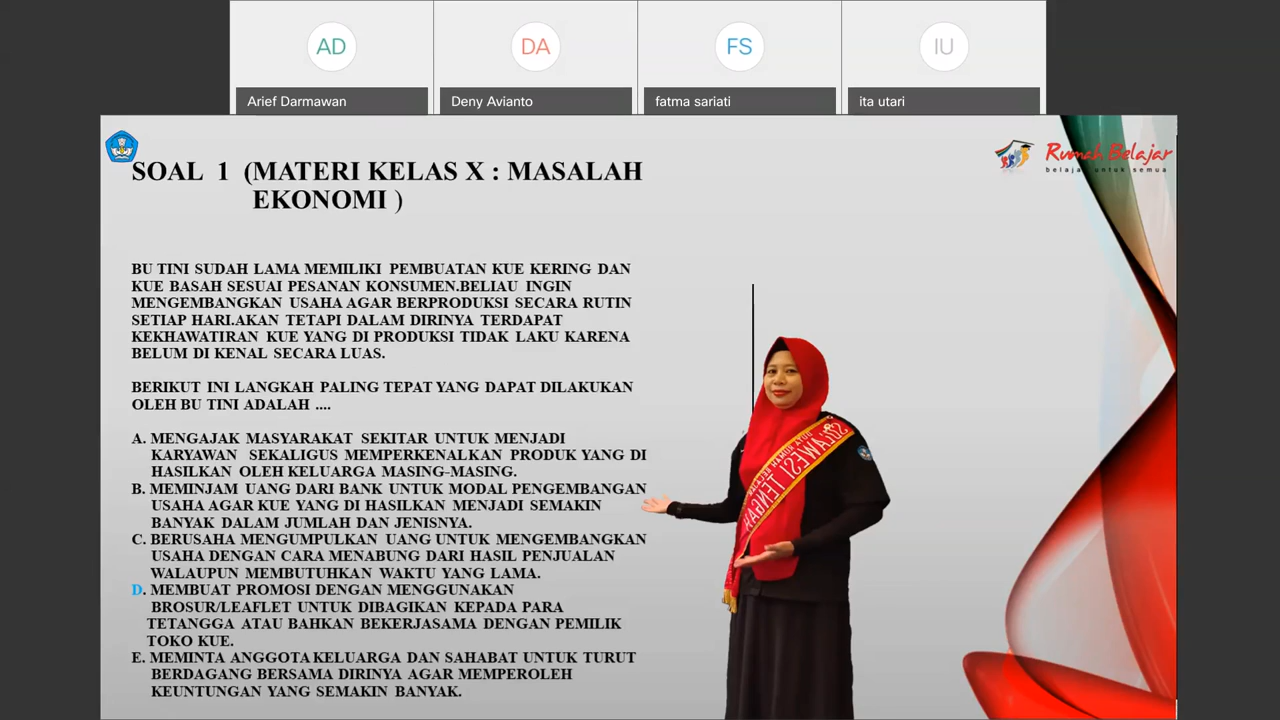 AD
DA
FS
IU
Arief Darmawan
Deny Avianto
fatma sariati
ita utari
Rumah Belajar
belajar untuk semua
SOAL 1 (MATERI KELAS X : MASALAH
EKONOMI )
BU TINI SUDAH LAMA MEMILIKI PEMBUATAN KUE KERING DAN
KUE BASAH SESUAI PESANAN KONSUMEN.BELIAU INGIN
MENGEMBANGKAN USAHA AGAR BERPRODUKSI SECARA RUTIN
SETIAP HARI.AKAN TETAPI DALAM DIRINYA TERDAPAT
KEKHAWATIRAN KUE YANG DI PRODUKSI TIDAK LAKU KARENA
BELUM DI KENAL SECARA LUAS.
BERIKUT INI LANGKAH PALING TEPAT YANG DAPAT DILAKUKAN
OLEH BU TINI ADALAH ....
A. MENGAJAK MASYARAKAT SEKITAR UNTUK MENJADI
KARYAWAN SEKALIGUS MEMPERKENALKAN PRODUK YANG DI
HASILKAN OLEH KELUARGA MASING-MASING.
B. MEMINJAM UANG DARI BANK UNTUK MODAL PENGEMBANGAN
USAHA AGAR KUE YANG DI HASILKAN MENJADI SEMAKIN
BANYAK DALAM JUMLAH DAN JENISNYA.
C. BERUSAHA MENGUMPULKAN UANG UNTUK MENGEMBANGKAN
USAHA DENGAN CARA MENABUNG DARI HASIL PENJUALAN
WALAUPUN MEMBUTUHKAN WAKTU YANG LAMA.
D. MEMBUAT PROMOSI DENGAN MENGGUNAKAN
BROSUR/LEAFLET UNTUK DIBAGIKAN KEPADA PARA
TETANGGA ATAU BAHKAN BEKERJASAMA DENGAN PEMILIK
TOKO KUE.
E. MEMINTA ANGGOTA KELUARGA DAN SAHABAT UNTUK TURUT
BERDAGANG BERSAMA DIRINYA AGAR MEMPEROLEH
KEUNTUNGAN YANG SEMAKIN BANYAK.
DUTA RUMAH BELAJAR
SULAWESI TENGAH